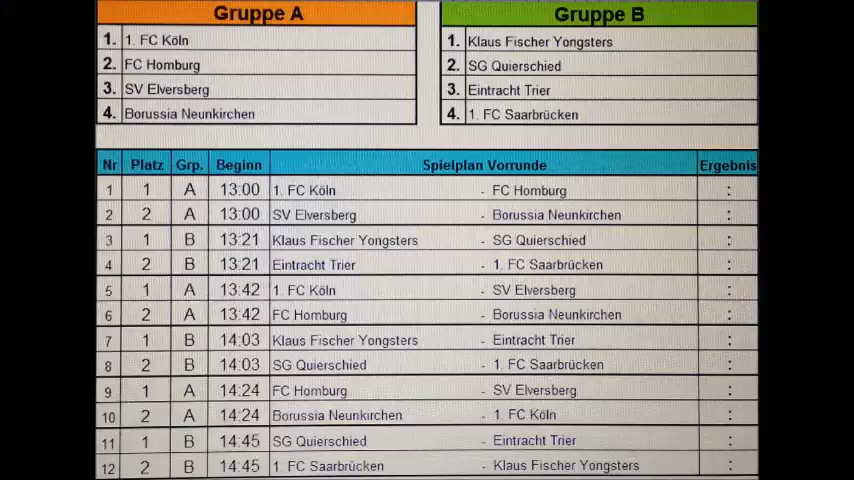 Gruppe A
1. 1. FC Köln
2. FC Homburg
3. SV Elversberg
4. Borussia Neunkirchen
Gruppe B
1. Klaus Fischer Yongsters
2. SG Quierschied
3. Eintracht Trier
4. 1. FC Saarbrücken
Nr Platz Grp. Beginn Spielplan Vorrunde Ergebnis
1 1 A 13:00 1. FC Köln - FC Homburg :
2 2 A 13:00 SV Elversberg - Borussia Neunkirchen :
3 1 B 13:21 Klaus Fischer Yongsters - SG Quierschied :
4 2 B 13:21 Eintracht Trier - 1. FC Saarbrücken :
5 1 A 13:42 1. FC Köln - SV Elversberg :
6 2 A 13:42 FC Homburg - Borussia Neunkirchen :
7 1 B 14:03 Klaus Fischer Yongsters - Eintracht Trier :
8 2 B 14:03 SG Quierschied - 1. FC Saarbrücken :
9 1 A 14:24 FC Homburg - SV Elversberg :
10 2 A 14:24 Borussia Neunkirchen - 1. FC Köln :
11 1 B 14:45 SG Quierschied - Eintracht Trier :
12 2 B 14:45 1. FC Saarbrücken - Klaus Fischer Yongsters :